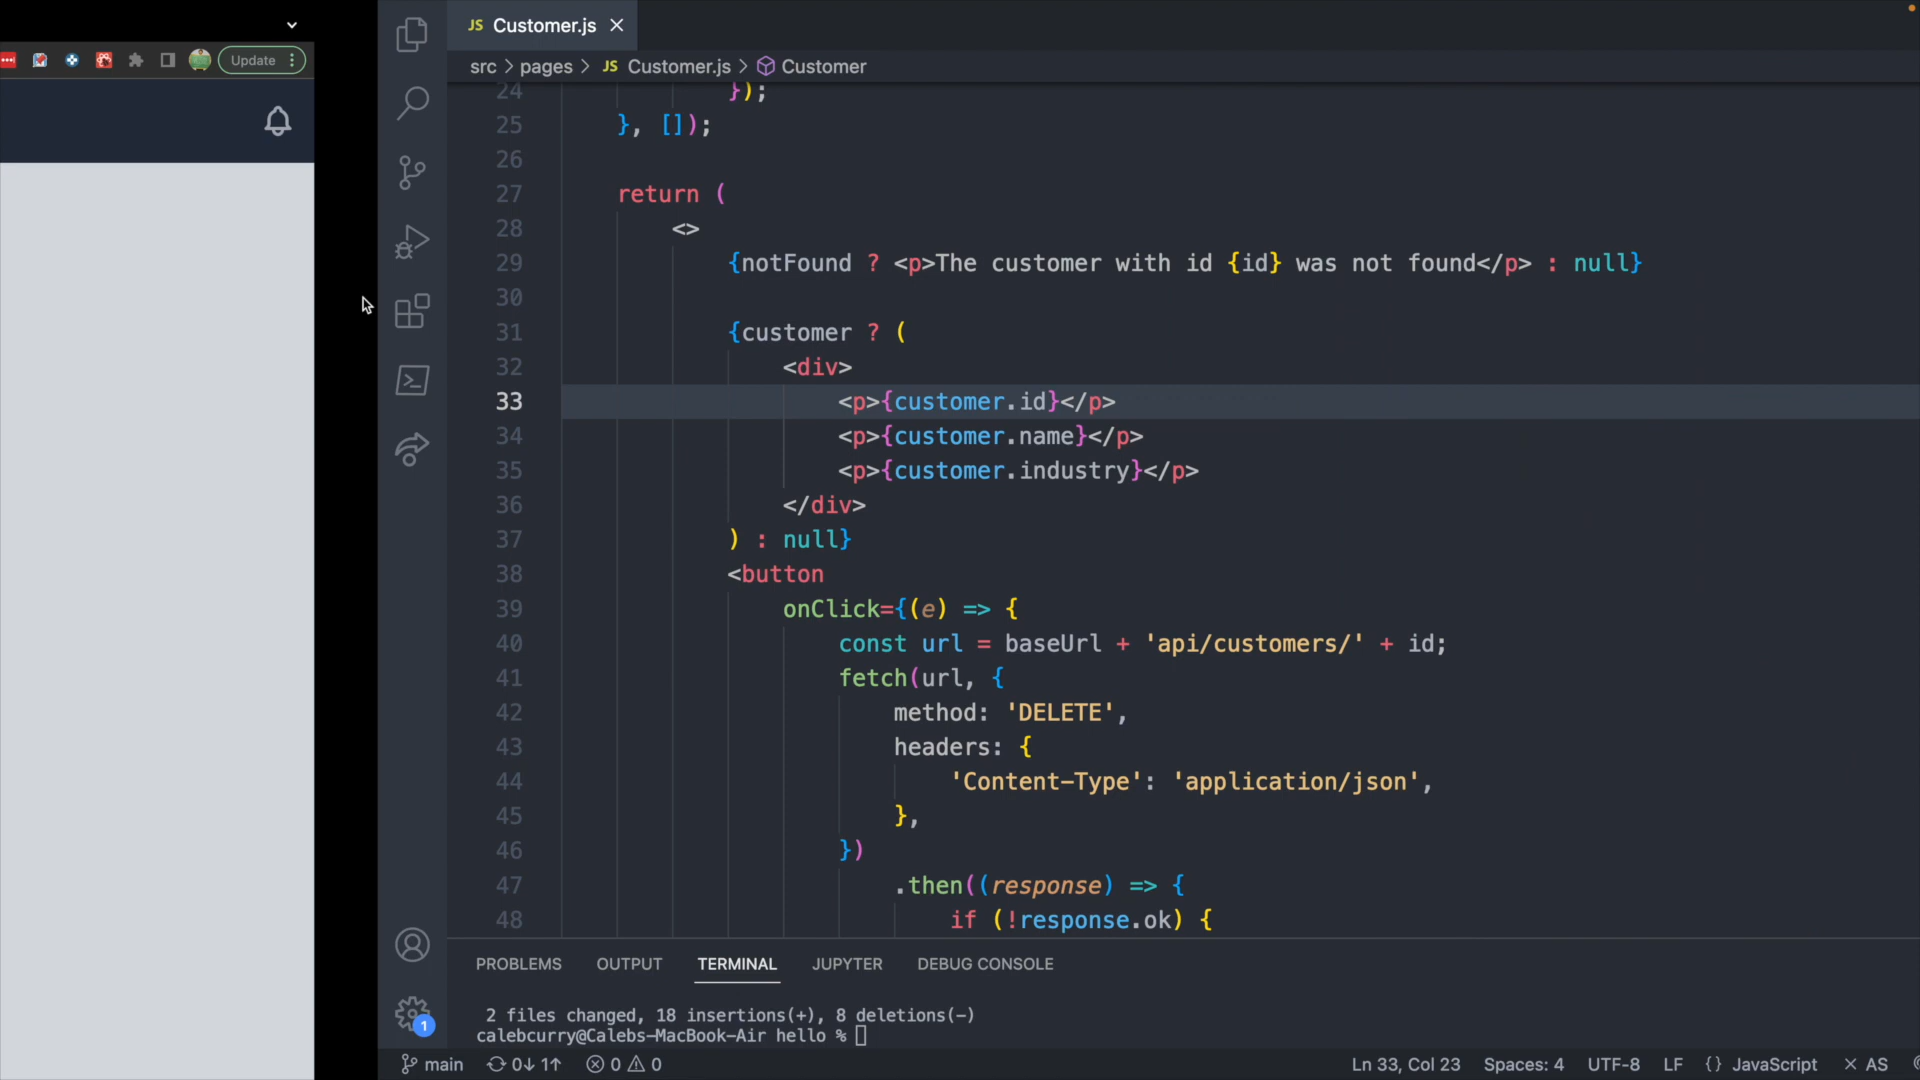 Update
JS Customer.js
src > pages > JS Customer.js > Customer
24 });
25 }, []);
26
27 return (
28 <>
29 {notFound ? <p>The customer with id {id} was not found</p> : null}
30
31 {customer ? (
32 <div>
33 <p>{customer.id}</p>
34 <p>{customer.name}</p>
35 <p>{customer.industry}</p>
36 </div>
37 ) : null}
38 <button
39 onClick={(e) => {
40 const url = baseUrl + 'api/customers/' + id;
41 fetch(url, {
42 method: 'DELETE',
43 headers: {
44 'Content-Type': 'application/json',
45 },
46 })
47 .then((response) => {
48 if (!response.ok) {
PROBLEMS OUTPUT TERMINAL JUPYTER DEBUG CONSOLE
2 files changed, 18 insertions(+), 8 deletions(-)
calebcurry@Calebs-MacBook-Air hello %
1
main 0↓ 1↑ 0 0 Ln 33, Col 23 Spaces: 4 UTF-8 LF {} JavaScript AS